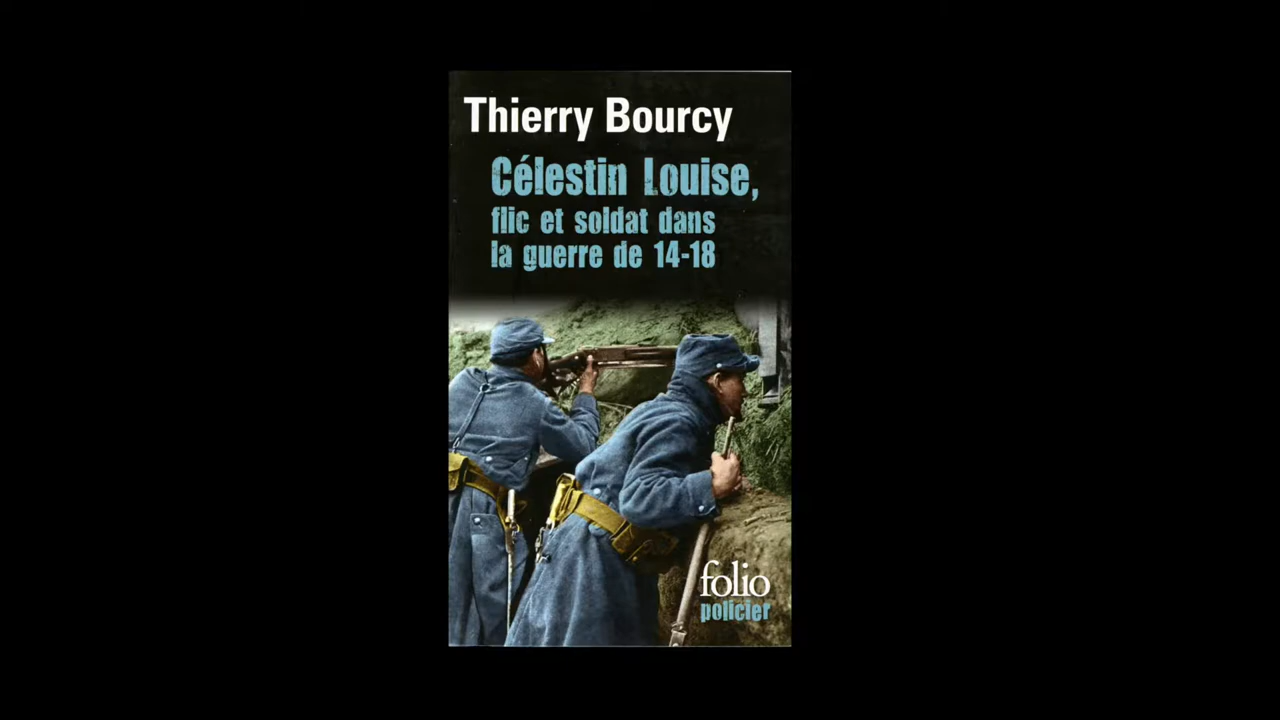 Thierry Bourcy
Célestin Louise,
flic et soldat dans
la guerre de 14-18
folio
policier